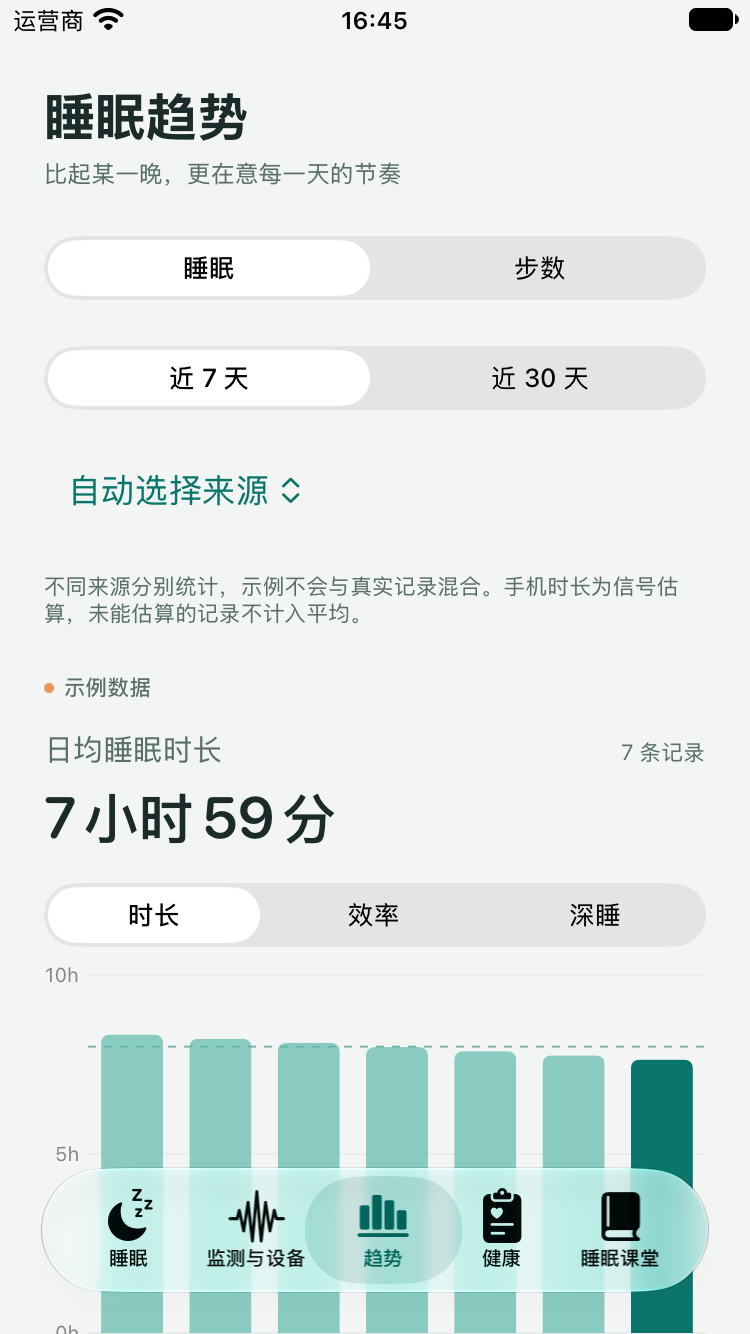 运营商
16:45
睡眠趋势
比起某一晚，更在意每一天的节奏
睡眠
步数
近 7 天
近 30 天
自动选择来源
不同来源分别统计，示例不会与真实记录混合。手机时长为信号估
算，未能估算的记录不计入平均。
示例数据
日均睡眠时长
7 条记录
7 小时 59 分
时长
效率
深睡
10h
5h
0h
睡眠
监测与设备
趋势
健康
睡眠课堂